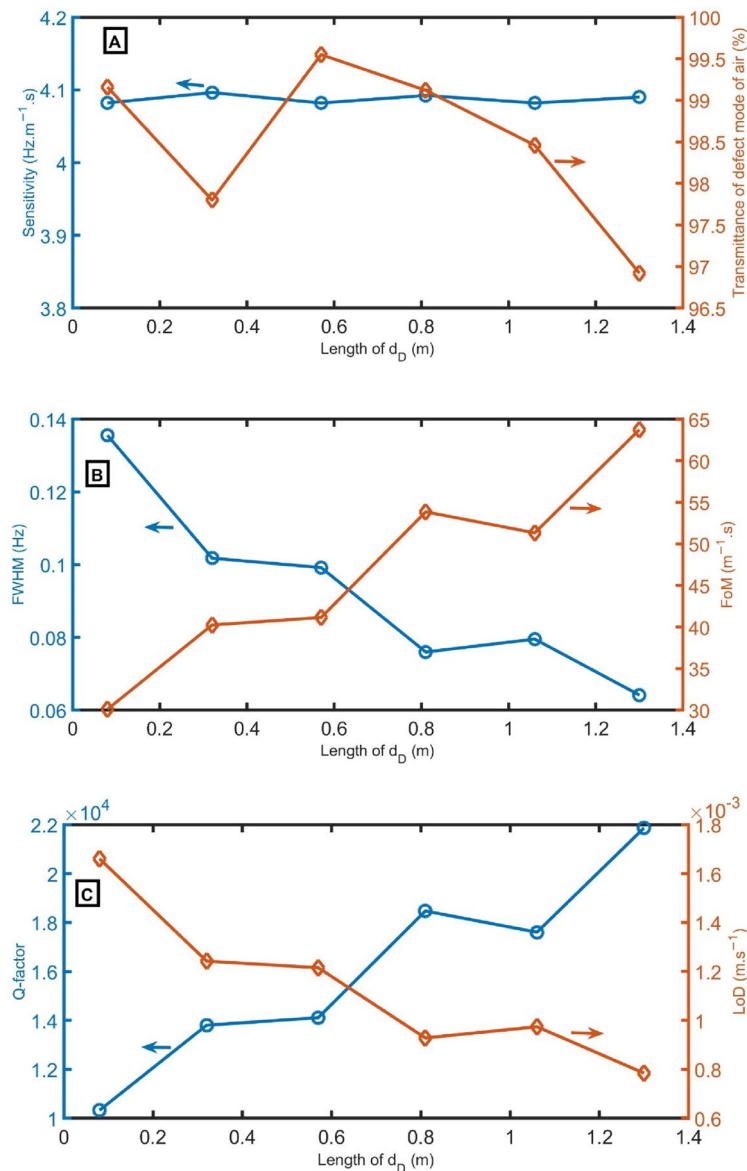 A
Sensitivity (Hz.m⁻¹.s)
4.2
4.1
4
3.9
3.8
Transmittance of defect mode of air (%)
100
99.5
99
98.5
98
97.5
97
96.5
0 0.2 0.4 0.6 0.8 1 1.2 1.4
Length of d_D (m)
B
FWHM (Hz)
0.14
0.12
0.1
0.08
0.06
FoM (m⁻¹.s)
65
60
55
50
45
40
35
30
0 0.2 0.4 0.6 0.8 1 1.2 1.4
Length of d_D (m)
C
Q-factor
×10⁴
2.2
2
1.8
1.6
1.4
1.2
1
LoD (m.s⁻¹)
×10⁻³
1.8
1.6
1.4
1.2
1
0.8
0.6
0 0.2 0.4 0.6 0.8 1 1.2 1.4
Length of d_D (m)